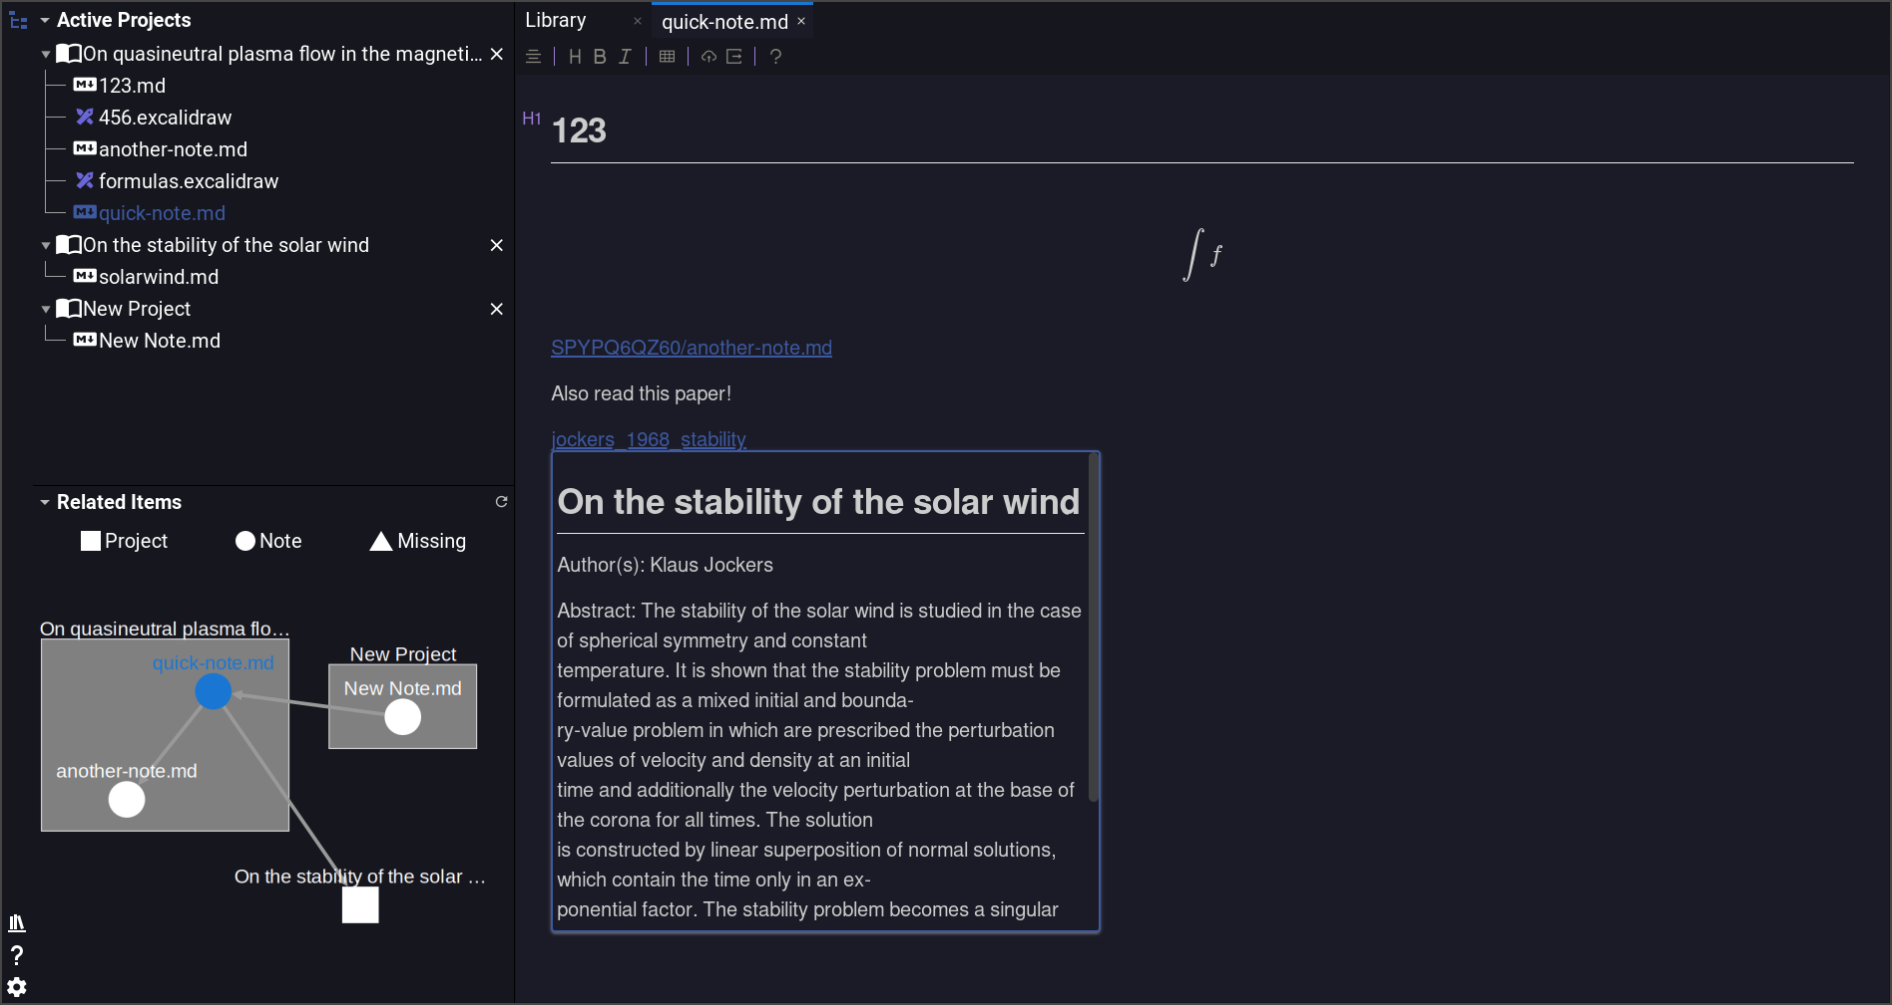 Active Projects
On quasineutral plasma flow in the magneti...
123.md
456.excalidraw
another-note.md
formulas.excalidraw
quick-note.md
On the stability of the solar wind
solarwind.md
New Project
New Note.md
Related Items
Project Note Missing
On quasineutral plasma flo...
quick-note.md
New Project
New Note.md
another-note.md
On the stability of the solar ...
Library × quick-note.md ×
H B I ?
H1 123
∫ f
SPYPQ6QZ60/another-note.md
Also read this paper!
jockers_1968_stability
On the stability of the solar wind
Author(s): Klaus Jockers
Abstract: The stability of the solar wind is studied in the case
of spherical symmetry and constant
temperature. It is shown that the stability problem must be
formulated as a mixed initial and bounda-
ry-value problem in which are prescribed the perturbation
values of velocity and density at an initial
time and additionally the velocity perturbation at the base of
the corona for all times. The solution
is constructed by linear superposition of normal solutions,
which contain the time only in an ex-
ponential factor. The stability problem becomes a singular